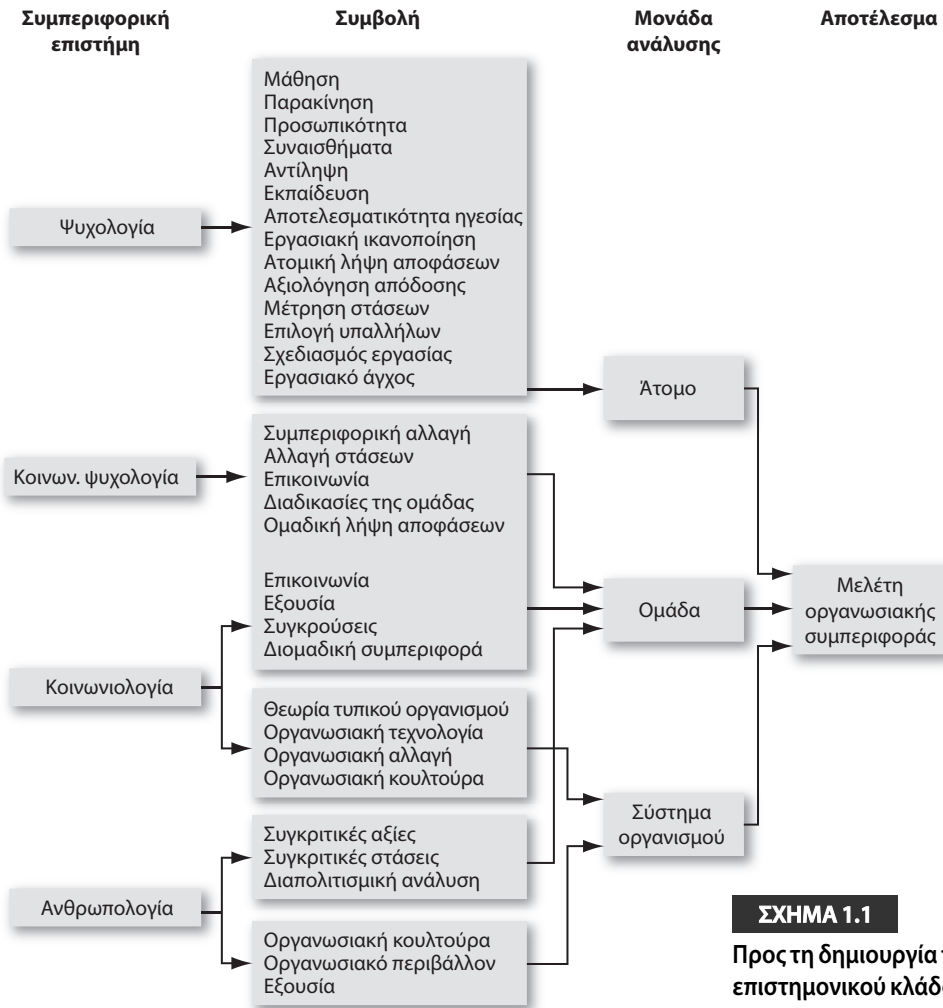 Συμπεριφορική
επιστήμη
Συμβολή
Μονάδα
ανάλυσης
Αποτέλεσμα
Μάθηση
Παρακίνηση
Προσωπικότητα
Συναισθήματα
Αντίληψη
Εκπαίδευση
Αποτελεσματικότητα ηγεσίας
Εργασιακή ικανοποίηση
Ατομική λήψη αποφάσεων
Αξιολόγηση απόδοσης
Μέτρηση στάσεων
Επιλογή υπαλλήλων
Σχεδιασμός εργασίας
Εργασιακό άγχος
Ψυχολογία
Άτομο
Συμπεριφορική αλλαγή
Αλλαγή στάσεων
Επικοινωνία
Διαδικασίες της ομάδας
Ομαδική λήψη αποφάσεων
Κοινων. ψυχολογία
Επικοινωνία
Εξουσία
Συγκρούσεις
Διομαδική συμπεριφορά
Ομάδα
Μελέτη
οργανωσιακής
συμπεριφοράς
Κοινωνιολογία
Θεωρία τυπικού οργανισμού
Οργανωσιακή τεχνολογία
Οργανωσιακή αλλαγή
Οργανωσιακή κουλτούρα
Σύστημα
οργανισμού
Συγκριτικές αξίες
Συγκριτικές στάσεις
Διαπολιτισμική ανάλυση
Ανθρωπολογία
Οργανωσιακή κουλτούρα
Οργανωσιακό περιβάλλον
Εξουσία
ΣΧΗΜΑ 1.1
Προς τη δημιουργία
επιστημονικού